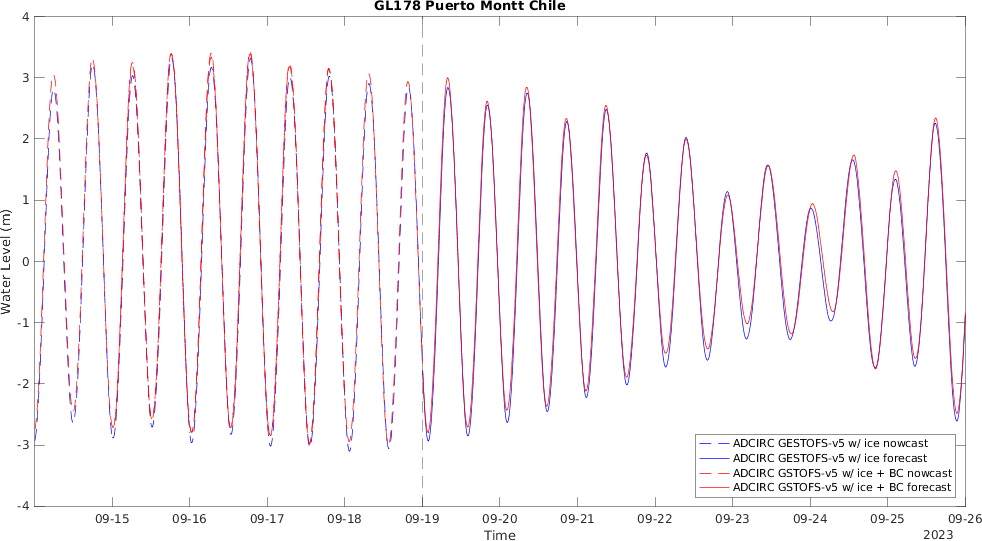 GL178 Puerto Montt Chile
4
3
2
1
0
-1
-2
-3
-4
Water Level (m)
ADCIRC GESTOFS-v5 w/ ice nowcast
ADCIRC GESTOFS-v5 w/ ice forecast
ADCIRC GSTOFS-v5 w/ ice + BC nowcast
ADCIRC GSTOFS-v5 w/ ice + BC forecast
09-15 09-16 09-17 09-18 09-19 09-20 09-21 09-22 09-23 09-24 09-25 09-26
Time
2023